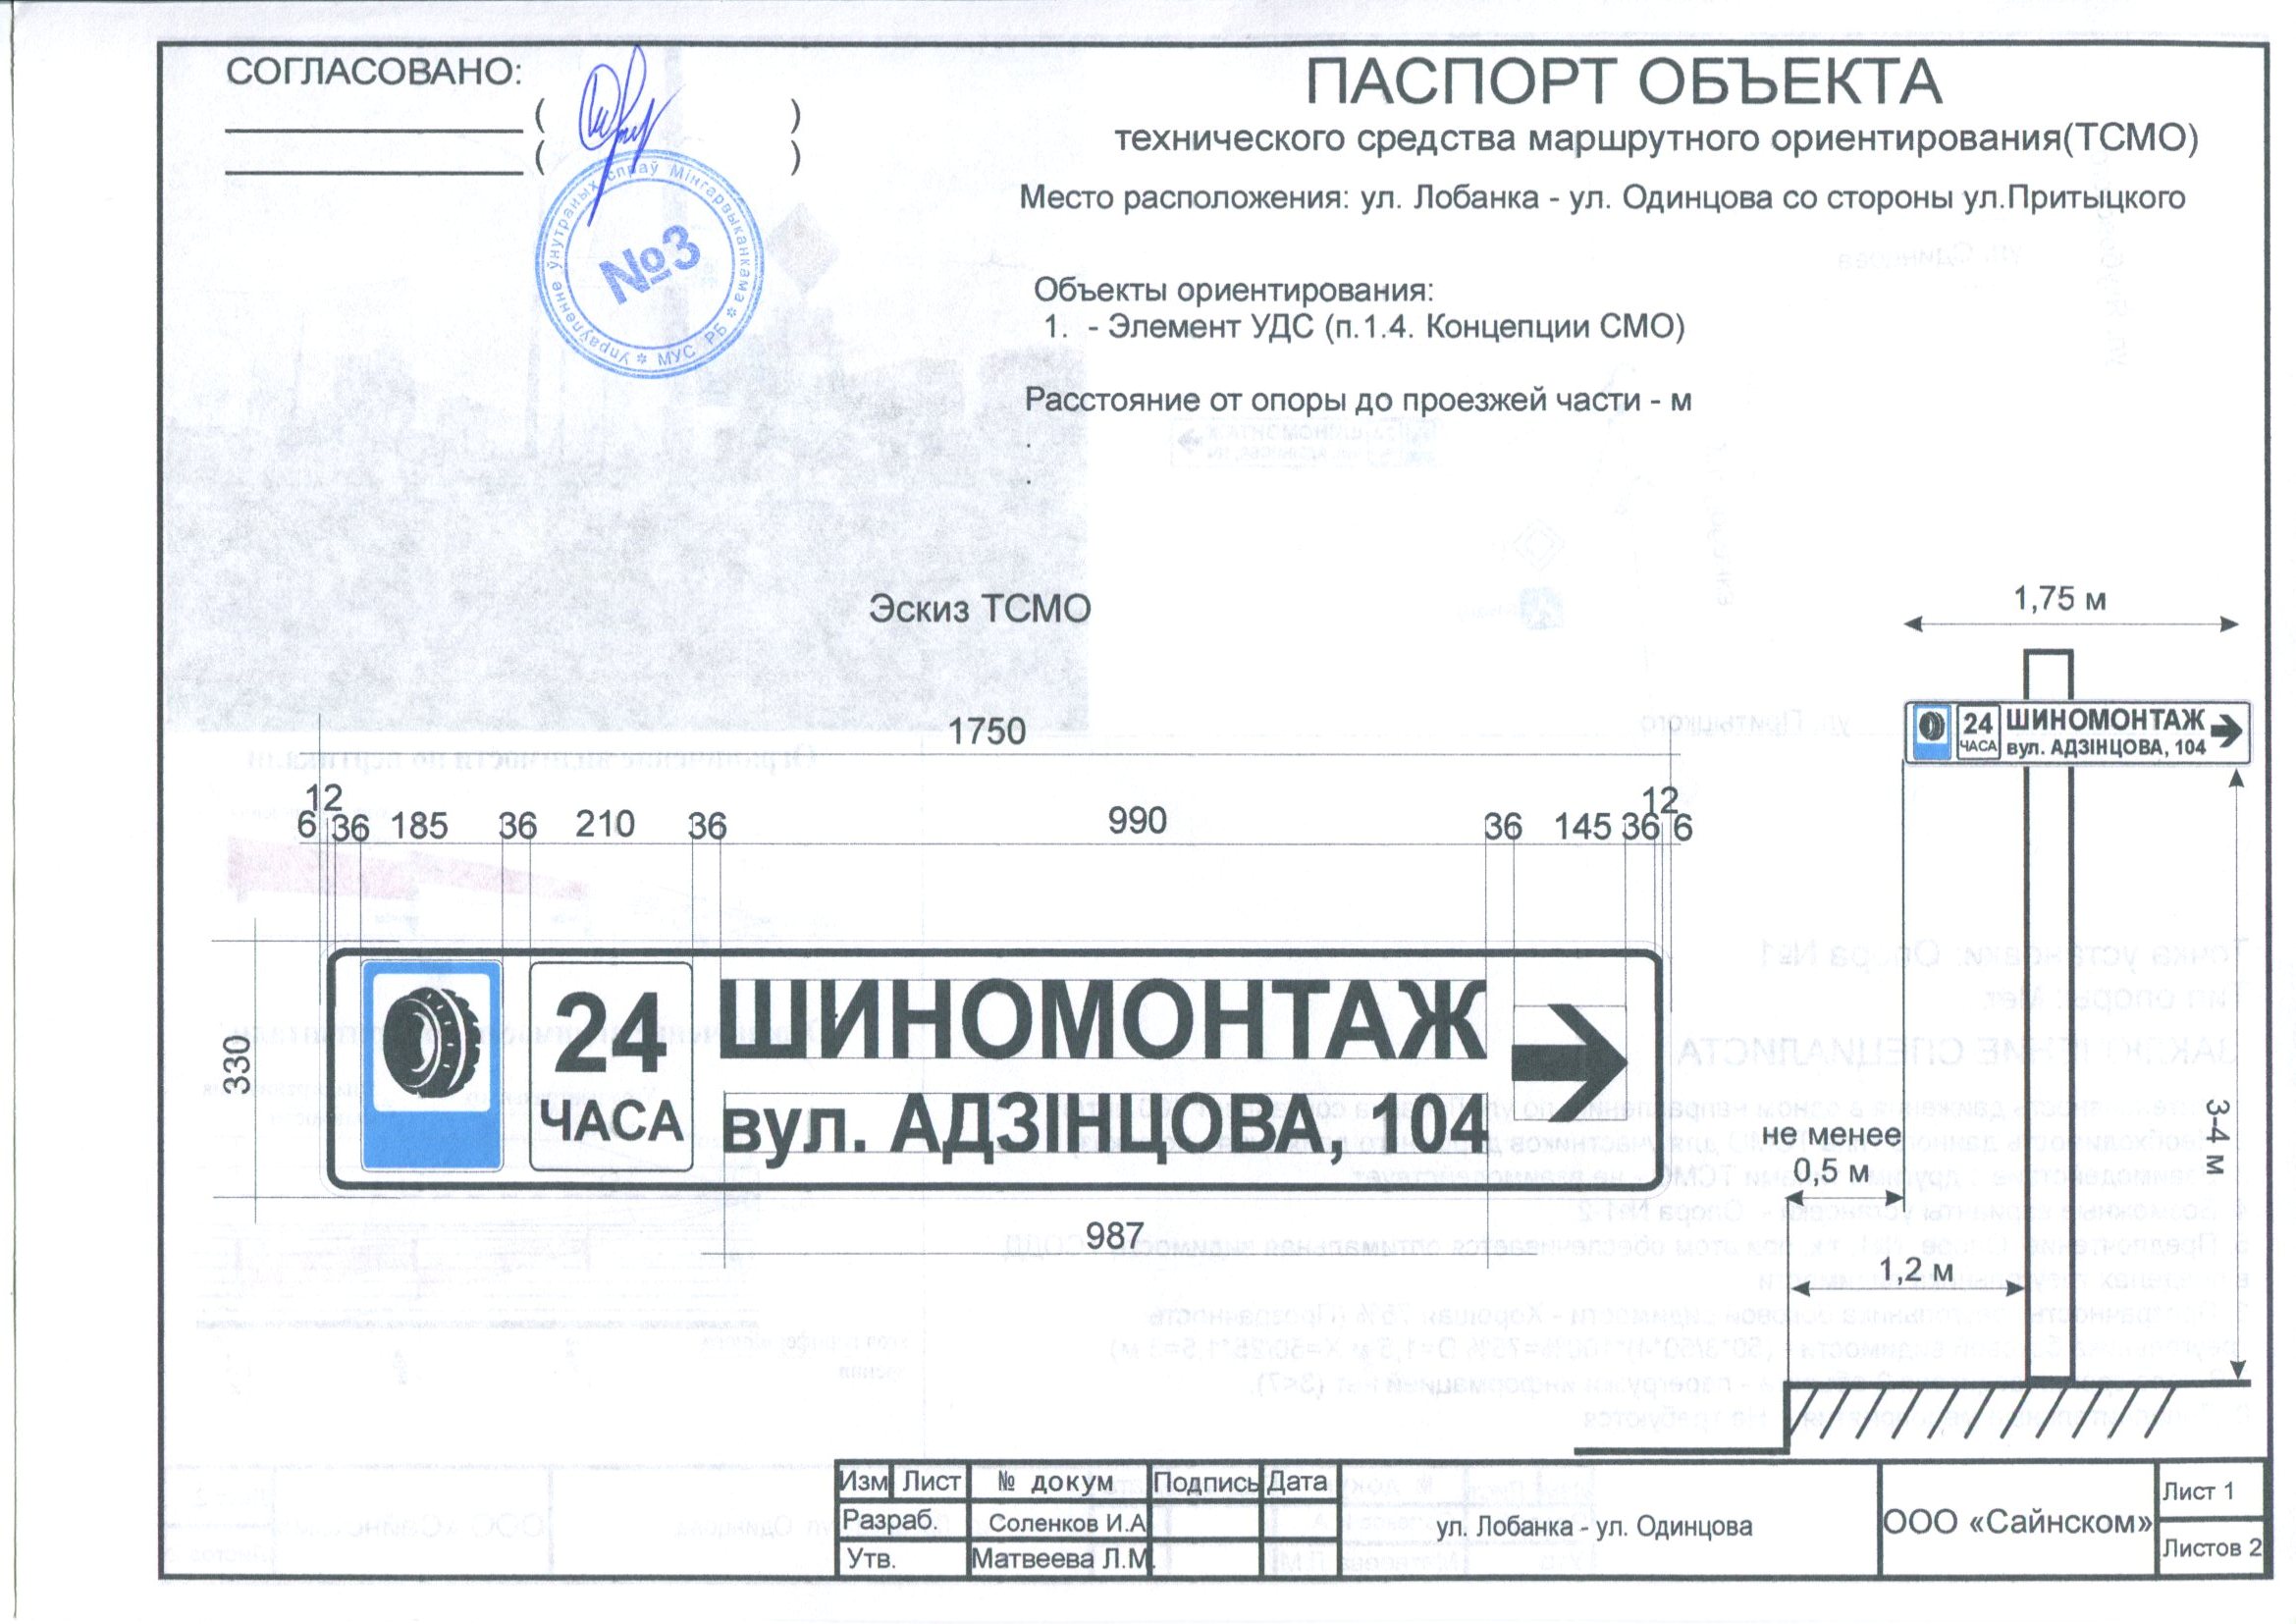 СОГЛАСОВАНО:
( )
( )
Упраўленне ўнутраных спраў Мінгарвыканкама * МУС РБ *
№3
ПАСПОРТ ОБЪЕКТА
технического средства маршрутного ориентирования(ТСМО)
Место расположения: ул. Лобанка - ул. Одинцова со стороны ул.Притыцкого
Объекты ориентирования:
1. - Элемент УДС (п.1.4. Концепции СМО)
Расстояние от опоры до проезжей части - м
.
.
Эскиз ТСМО
1750
12
6 36 185 36 210 36 990 36 145 36 12 6
330
24
ЧАСА
ШИНОМОНТАЖ
вул. АДЗІНЦОВА, 104
987
1,75 м
24
ЧАСА
ШИНОМОНТАЖ
вул. АДЗІНЦОВА, 104
3-4 м
не менее
0,5 м
1,2 м
Изм Лист № докум Подпись Дата
Разраб. Соленков И.А
Утв. Матвеева Л.М.
ул. Лобанка - ул. Одинцова
ООО «Сайнском»
Лист 1
Листов 2